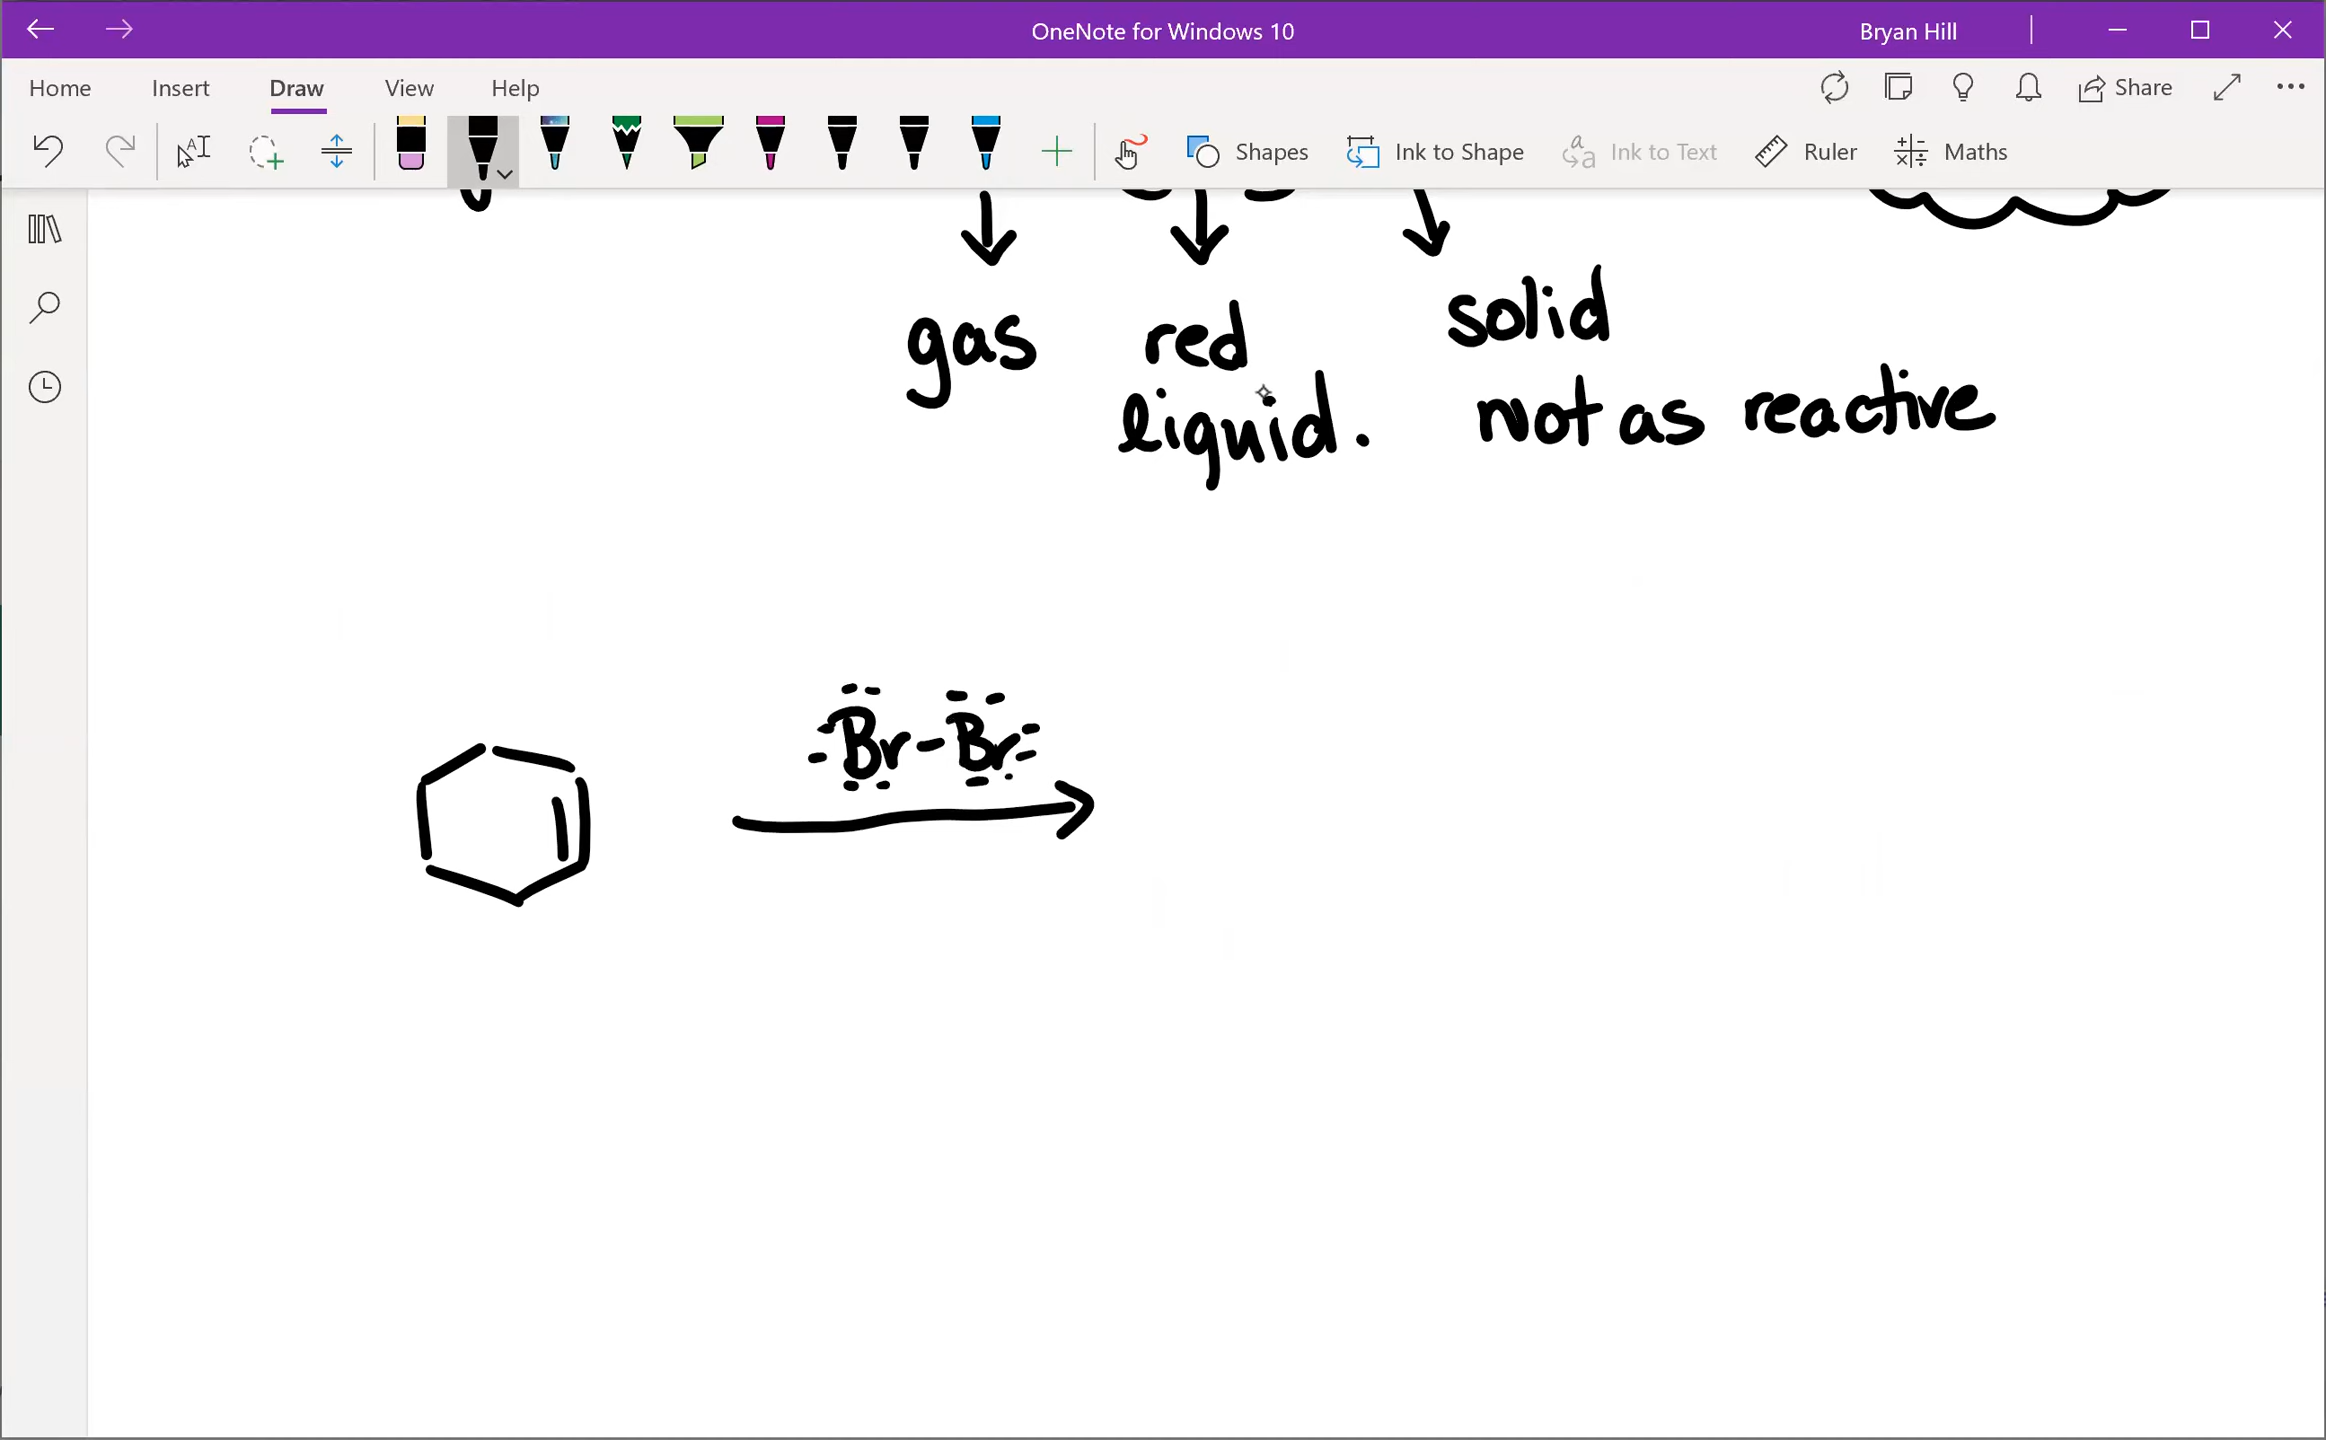 OneNote for Windows 10
Bryan Hill
Home Insert Draw View Help
Share
Shapes Ink to Shape Ink to Text Ruler Maths
gas red solid
liquid. not as reactive
Br-Br